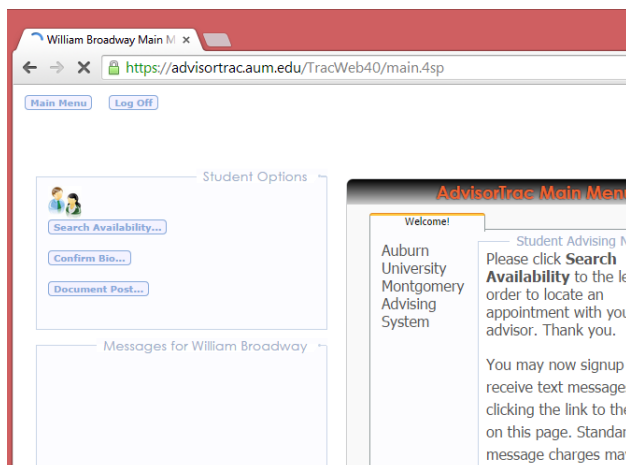 William Broadway Main M
https://advisortrac.aum.edu/TracWeb40/main.4sp
Main Menu Log Off
Student Options
Search Availability...
Confirm Bio...
Document Post...
Messages for William Broadway
AdvisorTrac Main Menu
Welcome!
Auburn
University
Montgomery
Advising
System
Student Advising N
Please click Search
Availability to the le
order to locate an
appointment with you
advisor. Thank you.
You may now signup
receive text message
clicking the link to the
on this page. Standar
message charges may